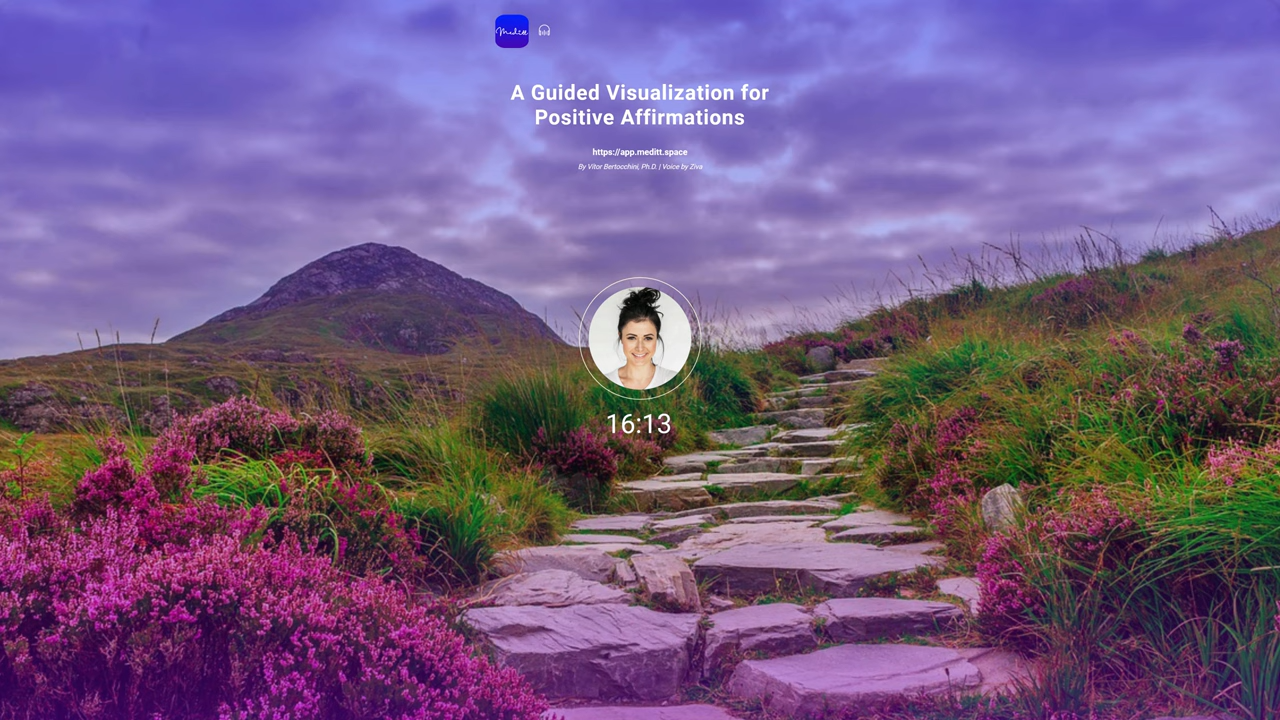 Meditt
A Guided Visualization for
Positive Affirmations
https://app.meditt.space
By Vitor Bertocchini, Ph.D. | Voice by Ziva
16:13